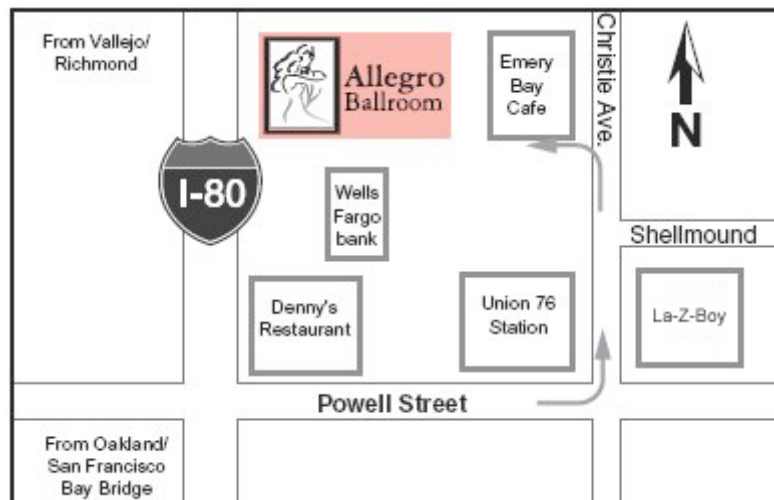 From Vallejo/
Richmond
Allegro
Ballroom
Emery
Bay
Cafe
Christie Ave.
N
I-80
Wells
Fargo
bank
Shellmound
Denny's
Restaurant
Union 76
Station
La-Z-Boy
Powell Street
From Oakland/
San Francisco
Bay Bridge